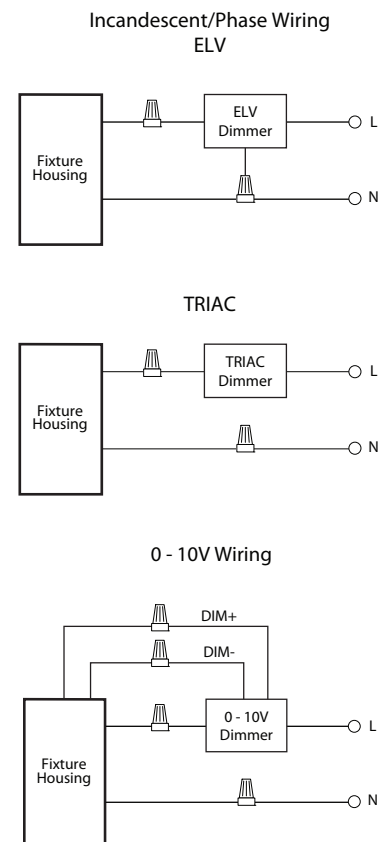 Incandescent/Phase Wiring
ELV
ELV
Dimmer
L
Fixture
Housing
N
TRIAC
TRIAC
Dimmer
L
Fixture
Housing
N
0 - 10V Wiring
DIM+
DIM-
0 - 10V
Dimmer
L
Fixture
Housing
N